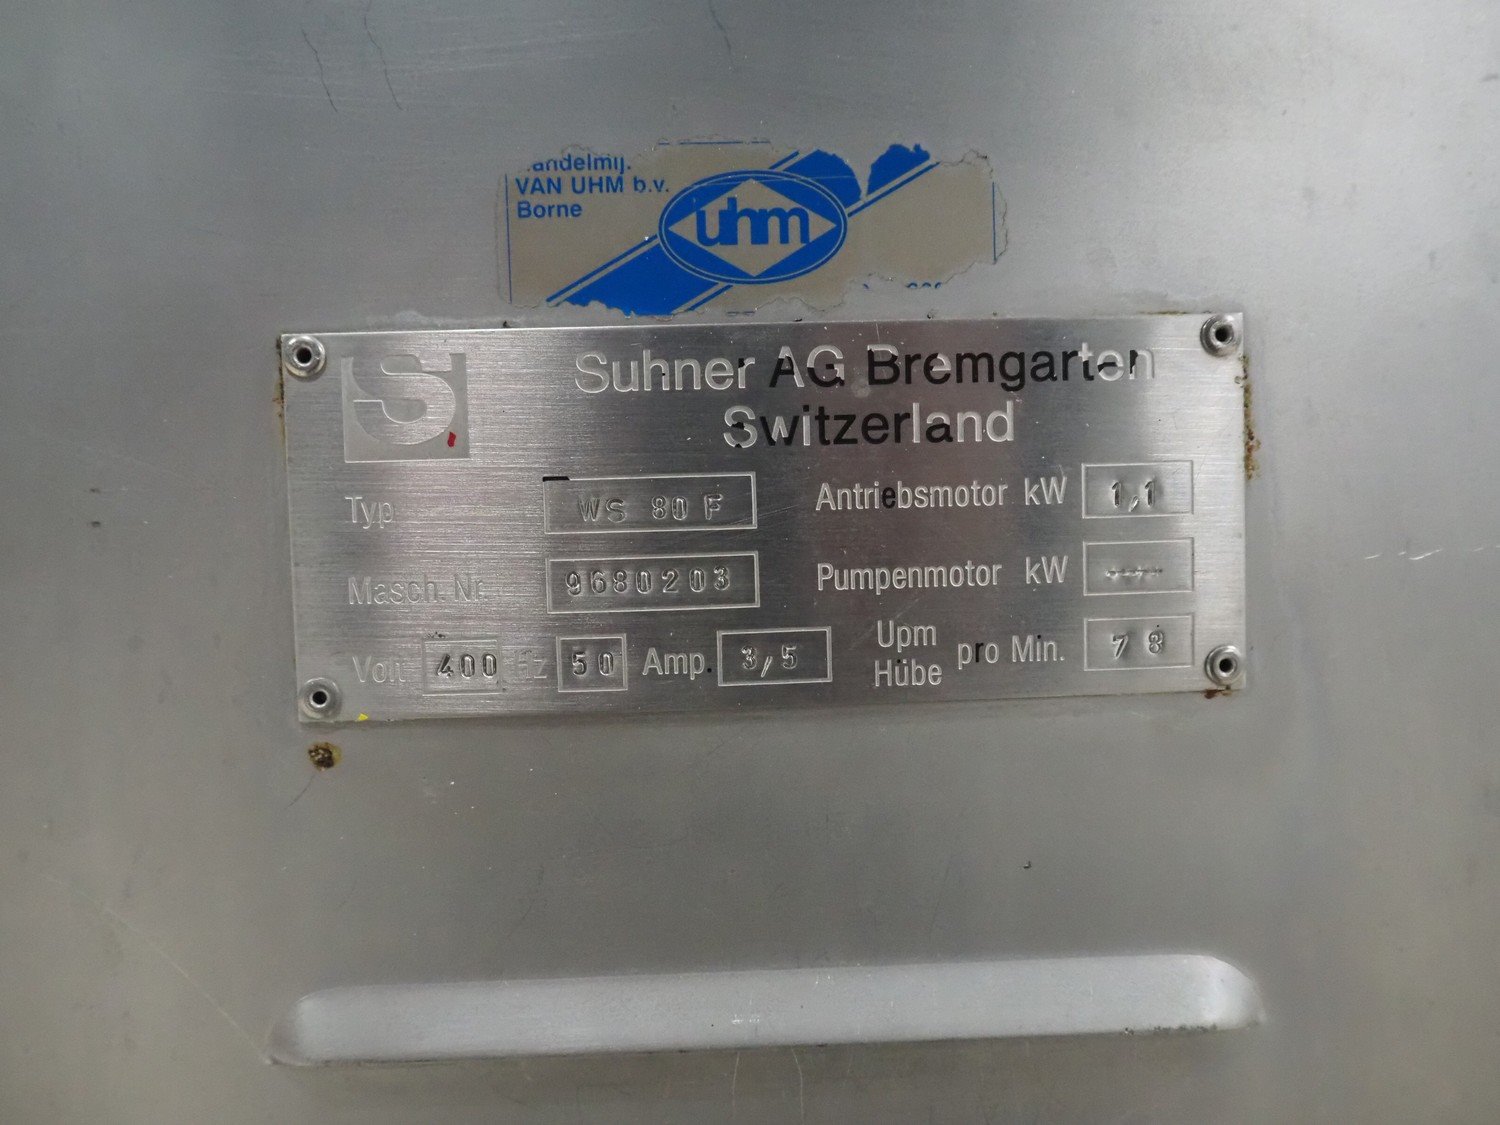 VAN UHM b.v.
Borne
uhm
S
Suhner AG Bremgarten
Switzerland
Typ WS 80 F
Antriebsmotor kW 1,1
Masch. Nr. 9680203
Pumpenmotor kW -.-.-
Volt 400 Hz 50 Amp. 3,5
Upm
Hübe pro Min. 78